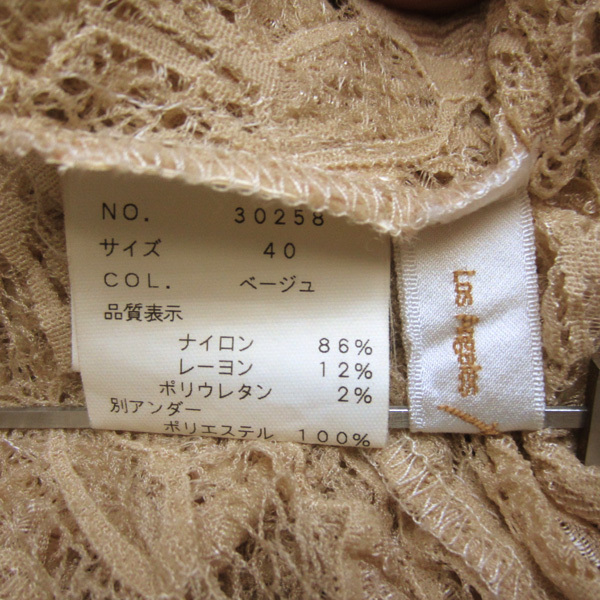 NO. 30258
サイズ 40
COL. ベージュ
品質表示
ナイロン 86%
レーヨン 12%
ポリウレタン 2%
別アンダー
ポリエステル 100%
Los Angeles